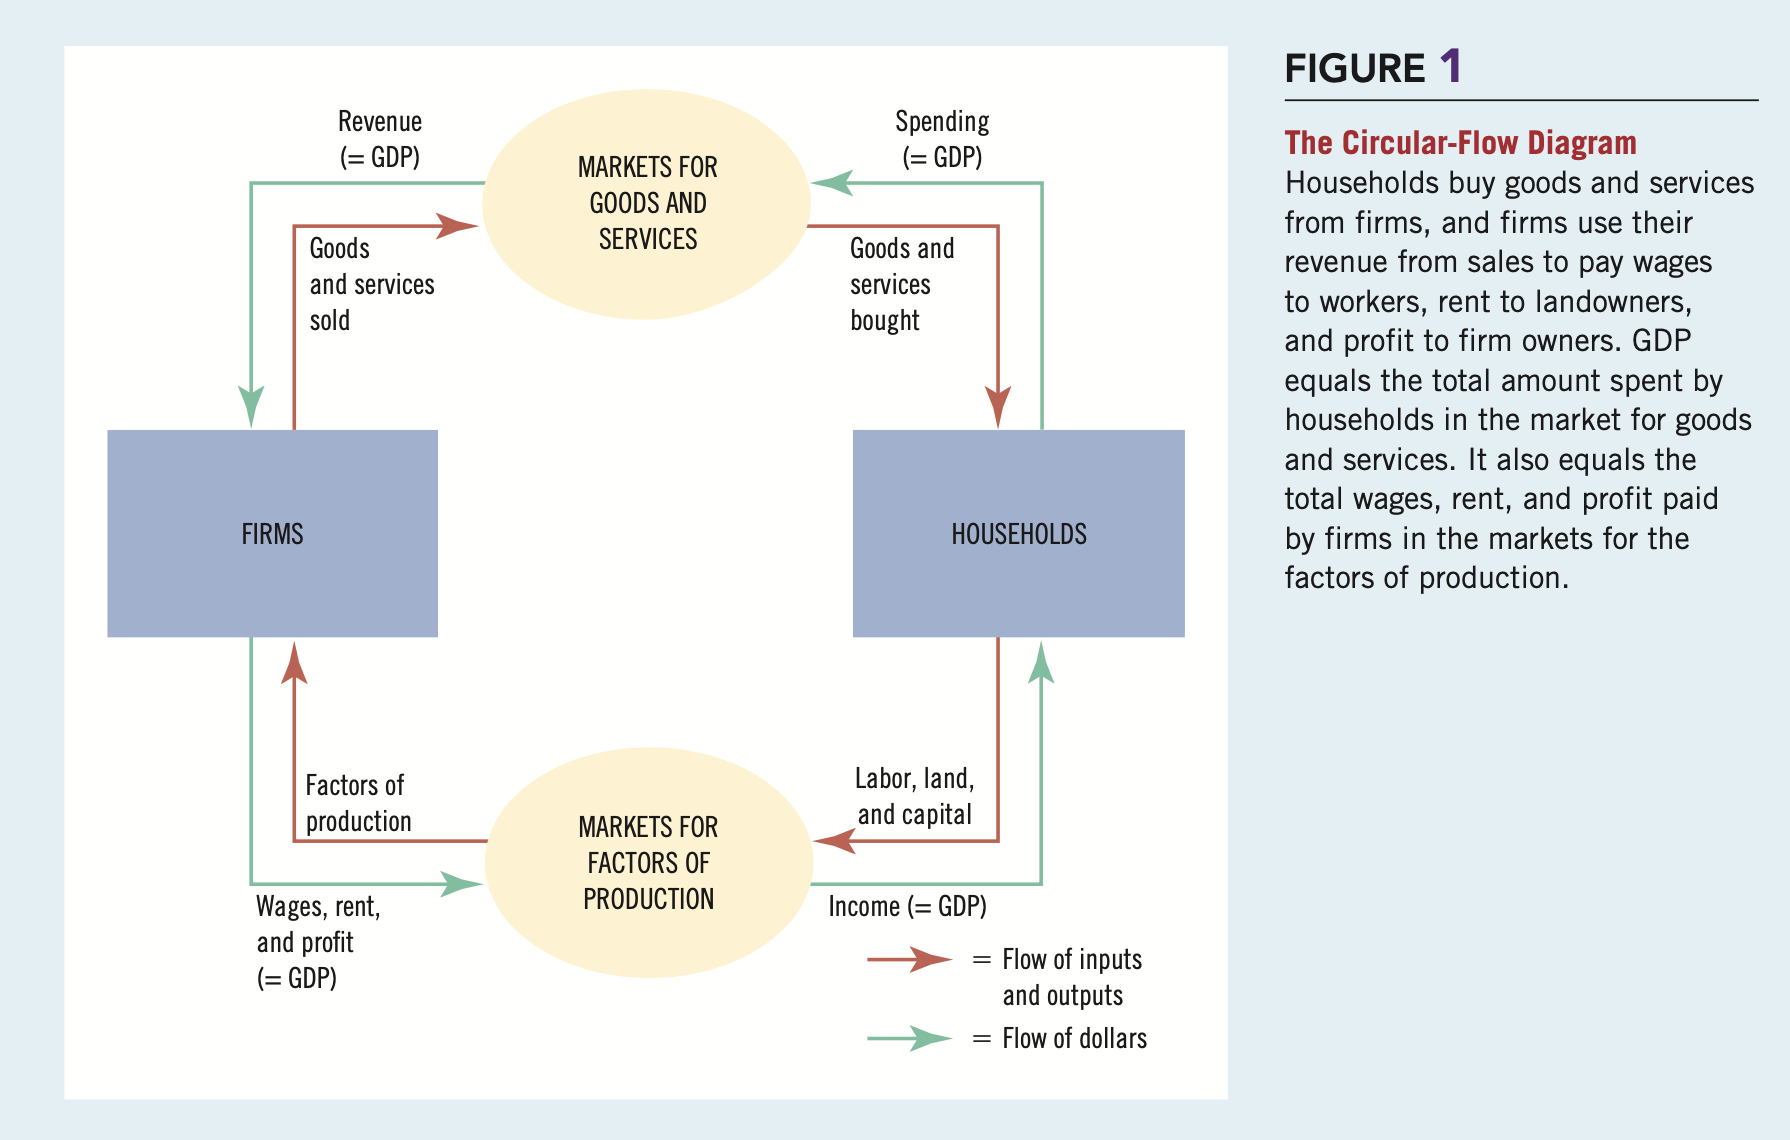 Revenue
(= GDP)
Spending
(= GDP)
MARKETS FOR
GOODS AND
SERVICES
Goods
and services
sold
Goods and
services
bought
FIRMS
HOUSEHOLDS
Factors of
production
Labor, land,
and capital
MARKETS FOR
FACTORS OF
PRODUCTION
Wages, rent,
and profit
(= GDP)
Income (= GDP)
= Flow of inputs
and outputs
= Flow of dollars
FIGURE 1
The Circular-Flow Diagram
Households buy goods and services
from firms, and firms use their
revenue from sales to pay wages
to workers, rent to landowners,
and profit to firm owners. GDP
equals the total amount spent by
households in the market for goods
and services. It also equals the
total wages, rent, and profit paid
by firms in the markets for the
factors of production.